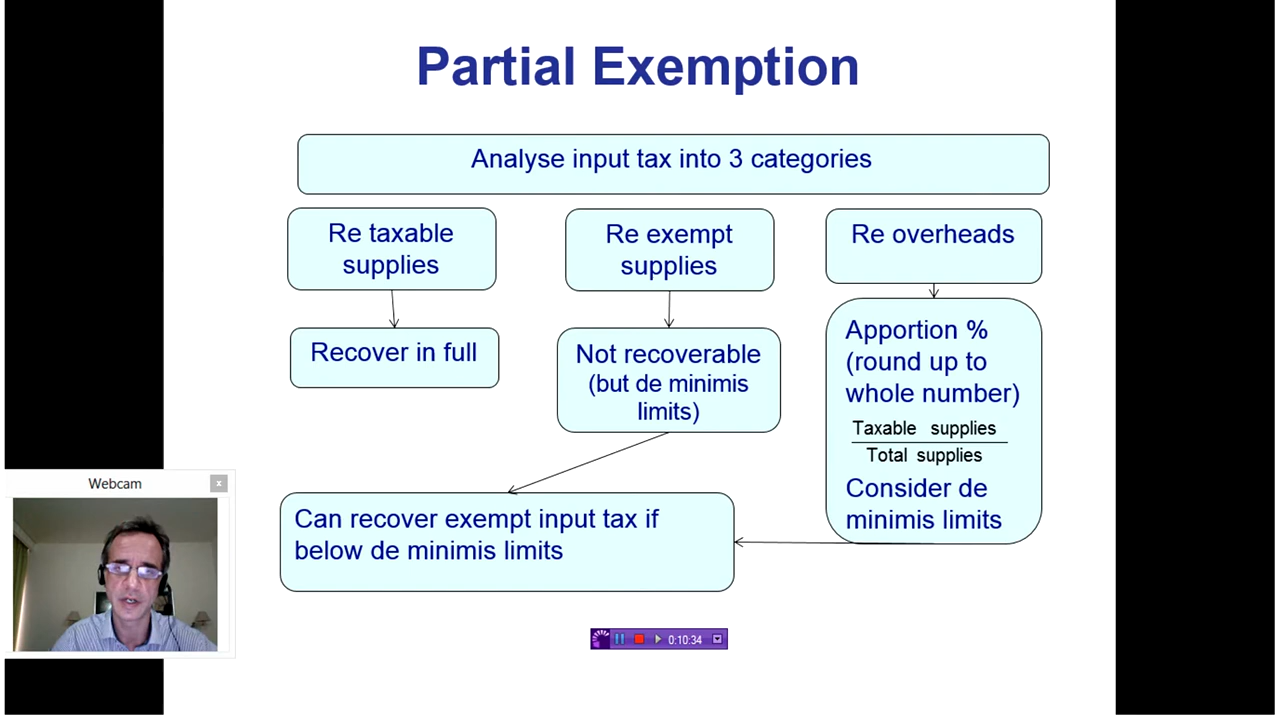 Partial Exemption
Analyse input tax into 3 categories
Re taxable
supplies
Re exempt
supplies
Re overheads
Recover in full
Not recoverable
(but de minimis
limits)
Apportion %
(round up to
whole number)
Taxable supplies
Total supplies
Consider de
minimis limits
Can recover exempt input tax if
below de minimis limits
Webcam
x
0:10:34